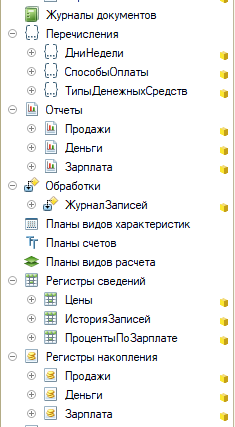 Журналы документов
Перечисления
ДниНедели
СпособыОплаты
ТипыДенежныхСредств
Отчеты
Продажи
Деньги
Зарплата
Обработки
ЖурналЗаписей
Планы видов характеристик
Планы счетов
Планы видов расчета
Регистры сведений
Цены
ИсторияЗаписей
ПроцентыПоЗарплате
Регистры накопления
Продажи
Деньги
Зарплата